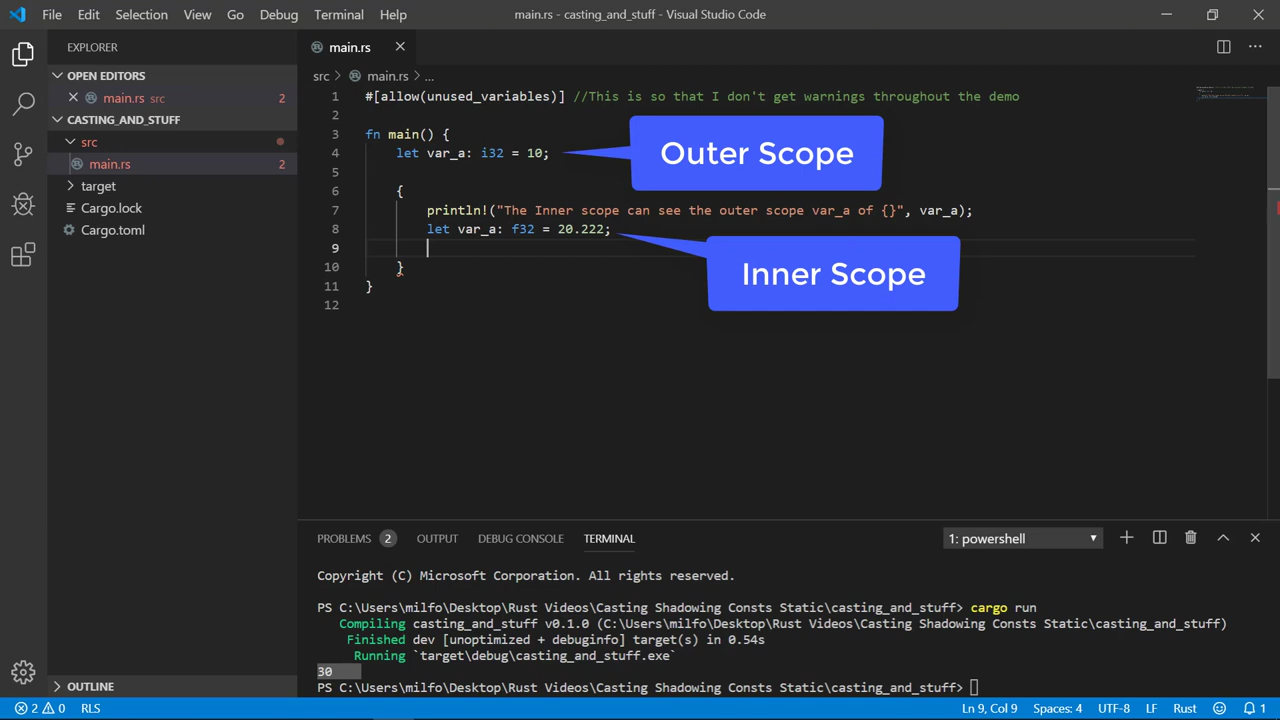 File Edit Selection View Go Debug Terminal Help main.rs - casting_and_stuff - Visual Studio Code
EXPLORER
OPEN EDITORS
main.rs src 2
CASTING_AND_STUFF
src
main.rs 2
target
Cargo.lock
Cargo.toml
OUTLINE
main.rs
src > main.rs > ...
1 #[allow(unused_variables)] //This is so that I don't get warnings throughout the demo
2
3 fn main() {
4 let var_a: i32 = 10;
Outer Scope
5
6 {
7 println!("The Inner scope can see the outer scope var_a of {}", var_a);
8 let var_a: f32 = 20.222;
Inner Scope
9
10 }
11 }
12
PROBLEMS 2 OUTPUT DEBUG CONSOLE TERMINAL 1: powershell
Copyright (C) Microsoft Corporation. All rights reserved.
PS C:\Users\milfo\Desktop\Rust Videos\Casting Shadowing Consts Static\casting_and_stuff> cargo run
Compiling casting_and_stuff v0.1.0 (C:\Users\milfo\Desktop\Rust Videos\Casting Shadowing Consts Static\casting_and_stuff)
Finished dev [unoptimized + debuginfo] target(s) in 0.54s
Running `target\debug\casting_and_stuff.exe`
30
PS C:\Users\milfo\Desktop\Rust Videos\Casting Shadowing Consts Static\casting_and_stuff>
2 0 RLS Ln 9, Col 9 Spaces: 4 UTF-8 LF Rust 1